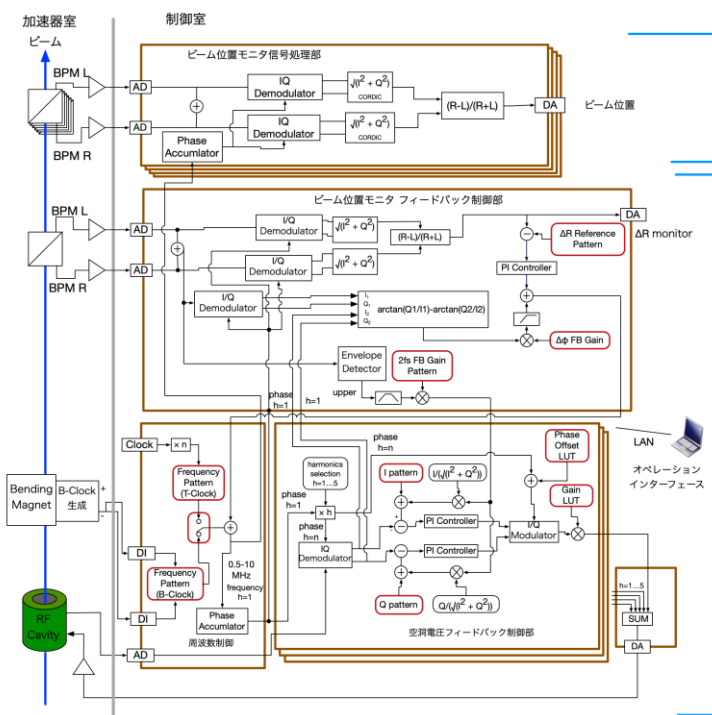 加速器室
制御室
ビーム
BPM L
BPM R
ビーム位置モニタ信号処理部
AD
AD
IQ
Demodulator
√(I² + Q²)
CORDIC
IQ
Demodulator
√(I² + Q²)
CORDIC
Phase
Accumlator
(R-L)/(R+L)
DA
ビーム位置
ビーム位置モニタ フィードバック制御部
BPM L
BPM R
AD
AD
I/Q
Demodulator
√(I² + Q²)
I/Q
Demodulator
√(I² + Q²)
(R-L)/(R+L)
DA
ΔR monitor
ΔR Reference
Pattern
PI Controller
I/Q
Demodulator
I₁
Q₁
I₂
Q₂
arctan(Q1/I1)-arctan(Q2/I2)
Δϕ FB Gain
Envelope
Detector
2fs FB Gain
Pattern
upper
phase
h=1
h=1
LAN
オペレーション
インターフェース
Clock
× n
Frequency
Pattern
(T-Clock)
Bending
Magnet
B-Clock
生成
+
-
DI
Frequency
Pattern
(B-Clock)
DI
0.5-10
MHz
frequency
h=1
Phase
Accumlator
周波数制御
AD
RF
Cavity
harmonics
selection
h=1...5
phase
h=1
× h
phase
h=n
phase
h=n
IQ
Demodulator
I pattern
I/(√(I² + Q²))
PI Controller
PI Controller
Q pattern
Q/(√(I² + Q²))
I/Q
Modulator
Phase
Offset
LUT
Gain
LUT
空洞電圧フィードバック制御部
h=1...5
SUM
DA